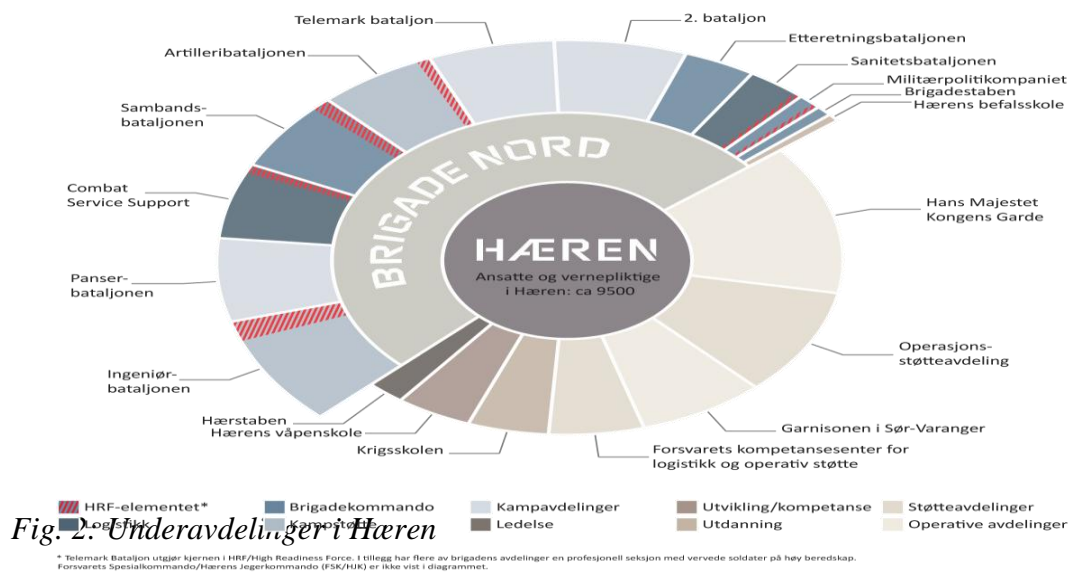 Telemark bataljon
2. bataljon
Artilleribataljonen
Etteretningsbataljonen
Sanitetsbataljonen
Militærpolitikompaniet
Brigadestaben
Hærens befalsskole
Sambands-
bataljonen
Combat
Service Support
Hans Majestet
Kongens Garde
BRIGADE NORD
HÆREN
Ansatte og vernepliktige
i Hæren: ca 9500
Panser-
bataljonen
Operasjons-
støtteavdeling
Ingeniør-
bataljonen
Hærstaben
Hærens våpenskole
Krigsskolen
Garnisonen i Sør-Varanger
Forsvarets kompetansesenter for
logistikk og operativ støtte
HRF-elementet*
Brigadekommando
Kampavdelinger
Utvikling/kompetanse
Støtteavdelinger
Logistikk
Kampstøtte
Ledelse
Utdanning
Operative avdelinger
Fig. 2: Underavdelinger i Hæren
* Telemark Bataljon utgjør kjernen i HRF/High Readiness Force. I tillegg har flere av brigadens avdelinger en profesjonell seksjon med vervede soldater på høy beredskap.
Forsvarets Spesialkommando/Hærens Jegerkommando (FSK/HJK) er ikke vist i diagrammet.